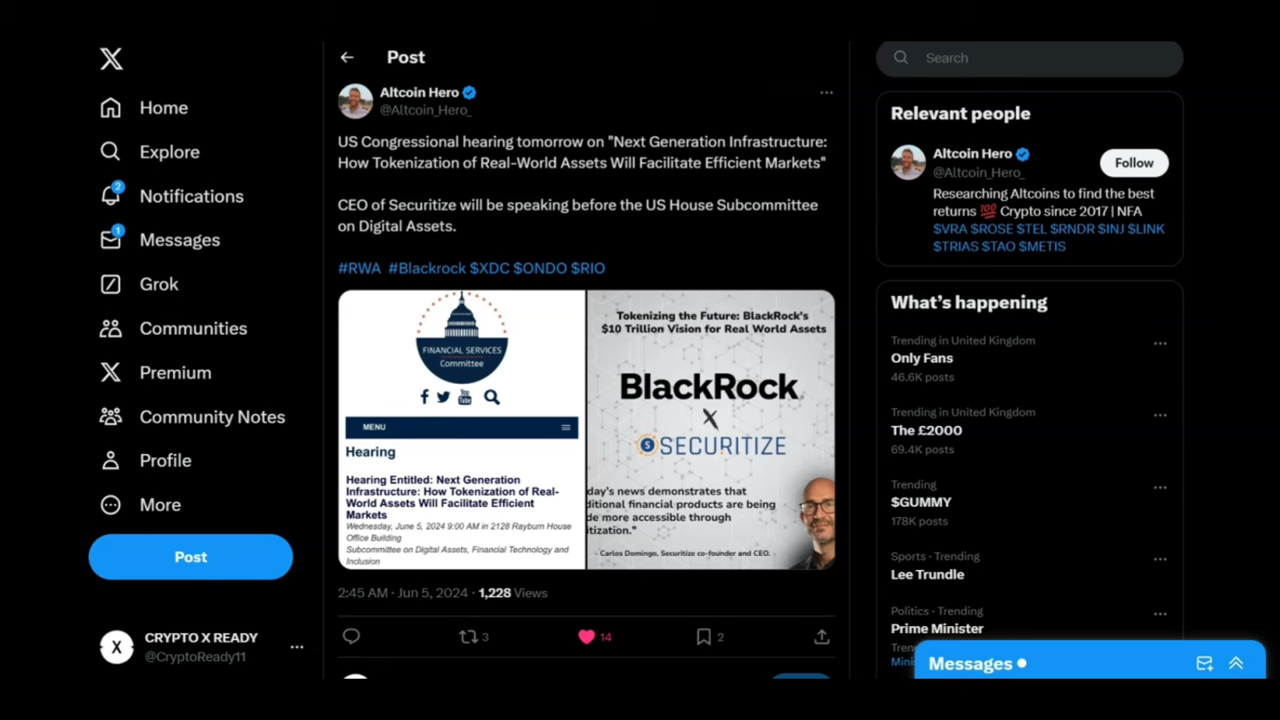 Home
Explore
2
Notifications
1
Messages
Grok
Communities
Premium
Community Notes
Profile
More
Post
CRYPTO X READY
@CryptoReady11
Post
Altcoin Hero
@Altcoin_Hero_
US Congressional hearing tomorrow on "Next Generation Infrastructure:
How Tokenization of Real-World Assets Will Facilitate Efficient Markets"
CEO of Securitize will be speaking before the US House Subcommittee
on Digital Assets.
#RWA #Blackrock $XDC $ONDO $RIO
FINANCIAL SERVICES
Committee
You
Tube
MENU
Hearing
Hearing Entitled: Next Generation
Infrastructure: How Tokenization of Real-
World Assets Will Facilitate Efficient
Markets
Wednesday, June 5, 2024 9:00 AM in 2128 Rayburn House
Office Building
Subcommittee on Digital Assets, Financial Technology and
Inclusion
Tokenizing the Future: BlackRock's
$10 Trillion Vision for Real World Assets
BlackRock
X
S SECURITIZE
day's news demonstrates that
ditional financial products are being
de more accessible through
itization."
- Carlos Domingo, Securitize co-founder and CEO.
2:45 AM · Jun 5, 2024 · 1,228 Views
3
14
2
Search
Relevant people
Altcoin Hero
@Altcoin_Hero_
Follow
Researching Altcoins to find the best
returns 💯 Crypto since 2017 | NFA
$VRA $ROSE $TEL $RNDR $INJ $LINK
$TRIAS $TAO $METIS
What's happening
Trending in United Kingdom
Only Fans
46.6K posts
Trending in United Kingdom
The £2000
69.4K posts
Trending
$GUMMY
178K posts
Sports · Trending
Lee Trundle
Politics · Trending
Prime Minister
Tren
Minis
Messages